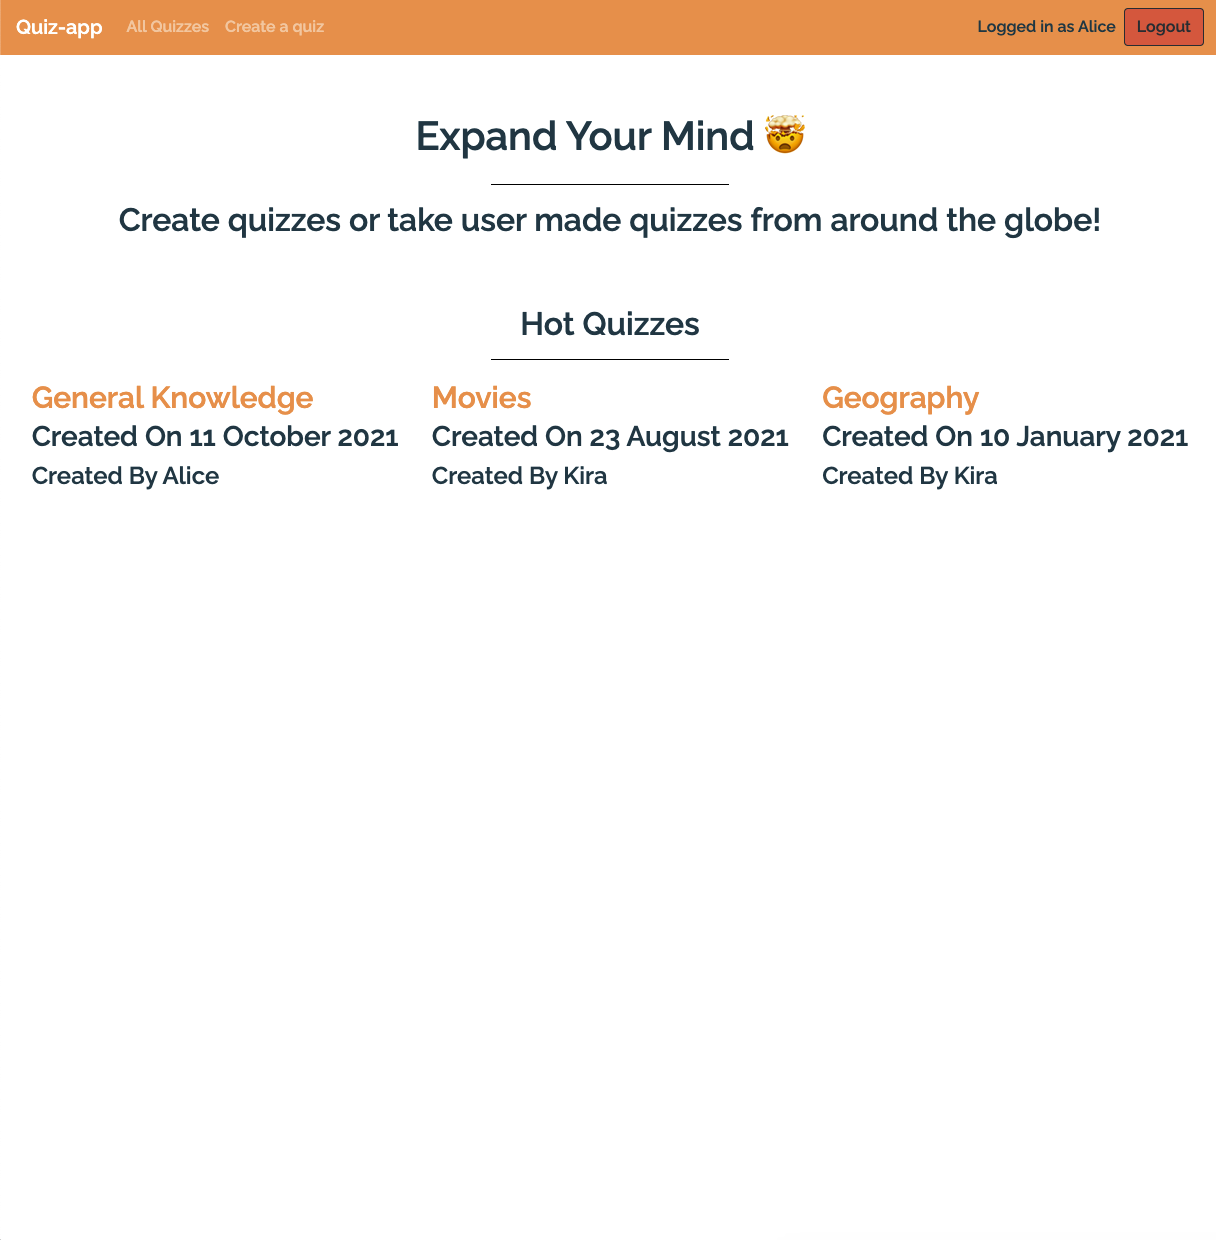 Quiz-app All Quizzes Create a quiz Logged in as Alice Logout
Expand Your Mind 🤯
Create quizzes or take user made quizzes from around the globe!
Hot Quizzes
General Knowledge
Created On 11 October 2021
Created By Alice
Movies
Created On 23 August 2021
Created By Kira
Geography
Created On 10 January 2021
Created By Kira